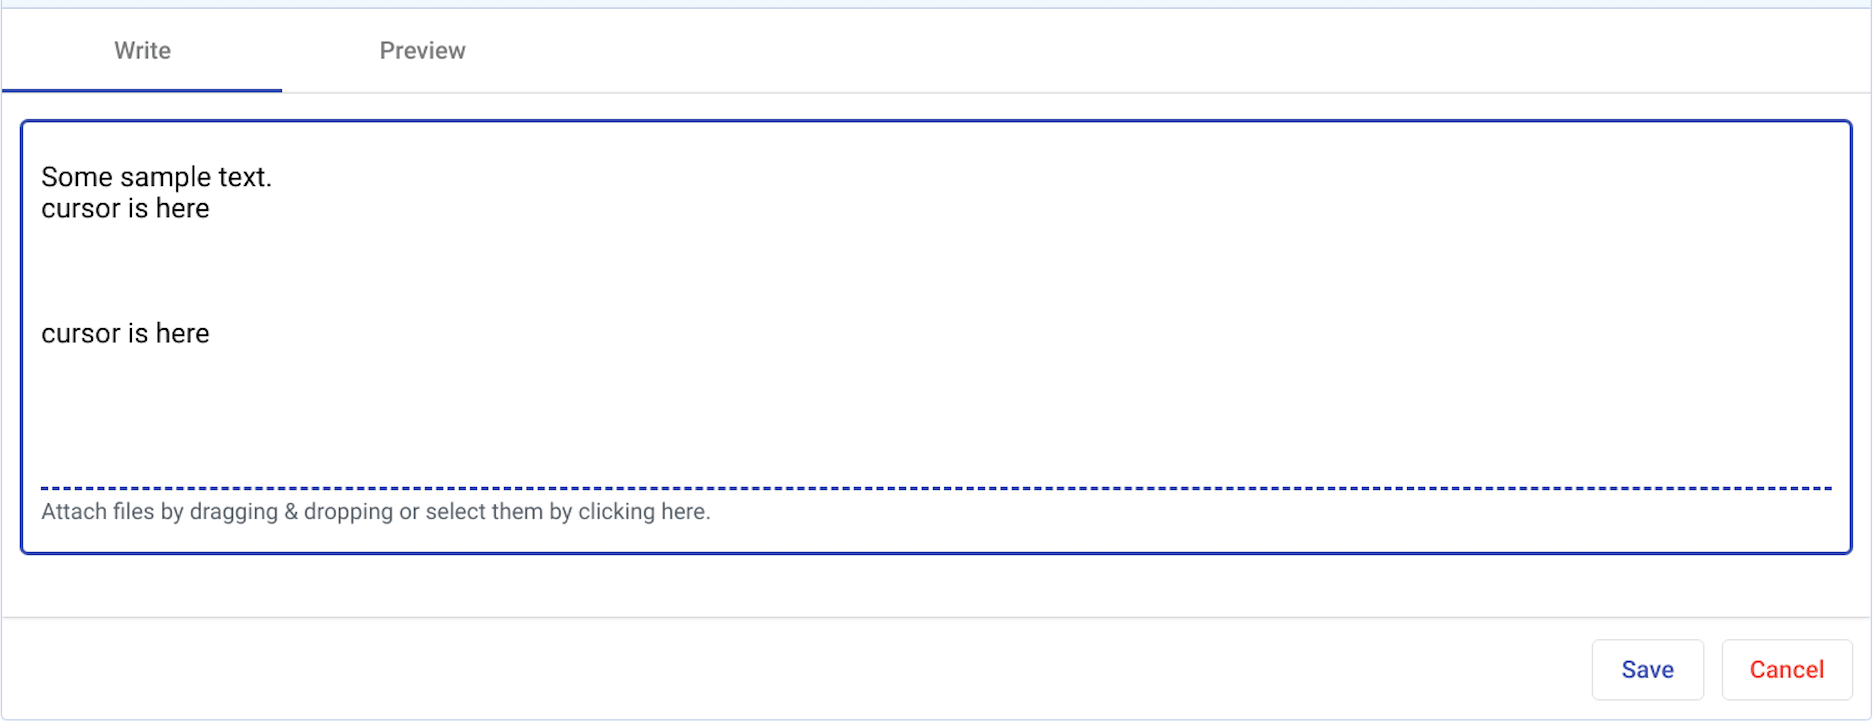 Write Preview
Some sample text.
cursor is here
cursor is here
Attach files by dragging & dropping or select them by clicking here.
Save Cancel